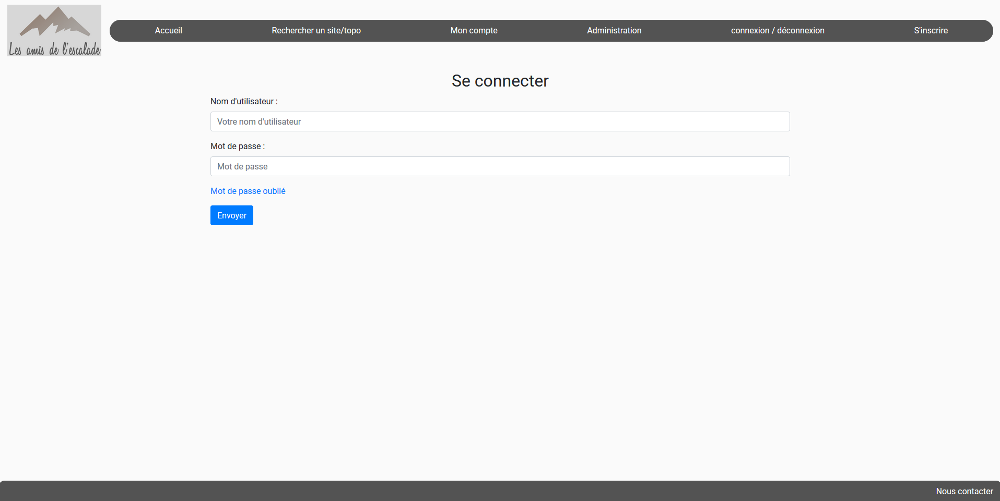 Les amis de l'escalade
Accueil
Rechercher un site/topo
Mon compte
Administration
connexion / déconnexion
S'inscrire
Se connecter
Nom d'utilisateur :
Votre nom d'utilisateur
Mot de passe :
Mot de passe
Mot de passe oublié
Envoyer
Nous contacter